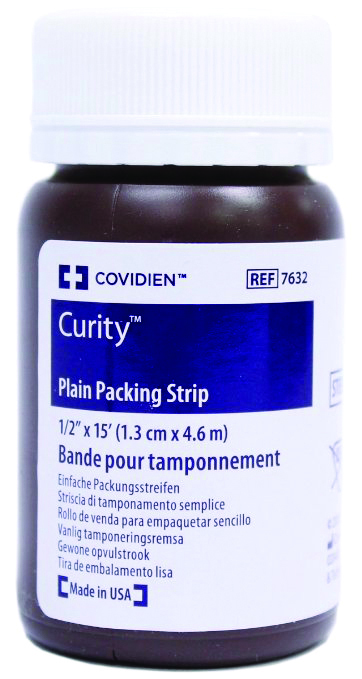 COVIDIEN™
REF 7632
Curity™
Plain Packing Strip
1/2" x 15' (1.3 cm x 4.6 m)
Bande pour tamponnement
Einfache Packungsstreifen
Striscia di tamponamento semplice
Rollo de venda para empaquetar sencillo
Vanlig tamponeringsremsa
Gewone opvulstrook
Tira de embalamento lisa
Made in USA